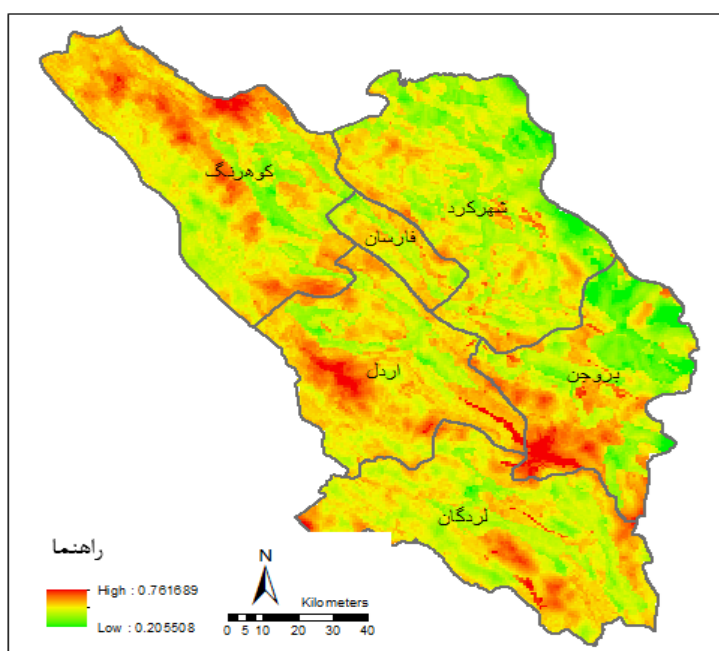 کوهرنگ
شهرکرد
فارسان
اردل
بروجن
لردگان
راهنما
High : 0.761689
Low : 0.205508
N
Kilometers
0 5 10 20 30 40